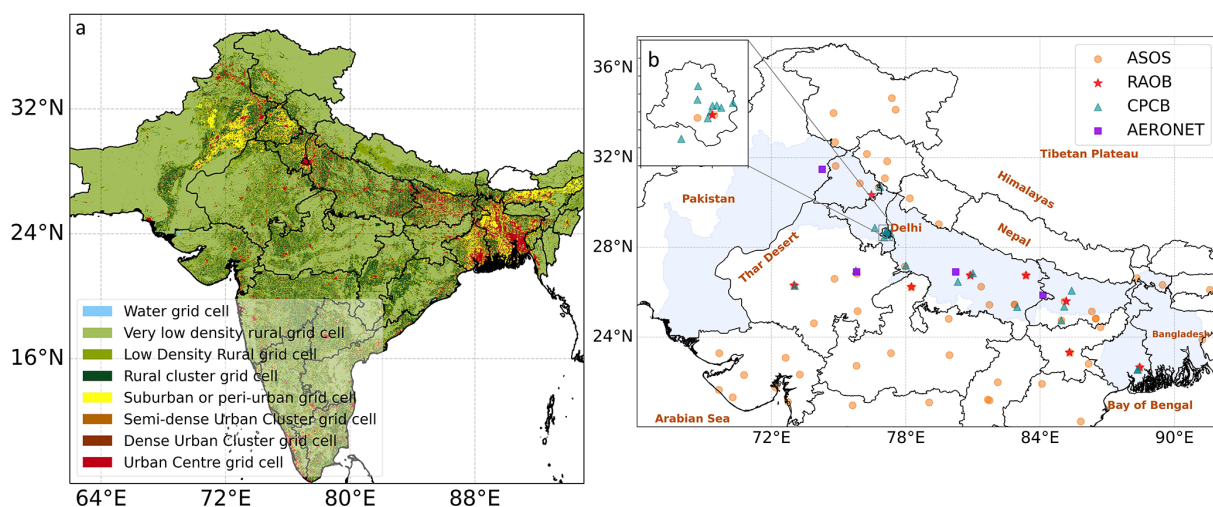 a
32°N
24°N
16°N
64°E
72°E
80°E
88°E
Water grid cell
Very low density rural grid cell
Low Density Rural grid cell
Rural cluster grid cell
Suburban or peri-urban grid cell
Semi-dense Urban Cluster grid cell
Dense Urban Cluster grid cell
Urban Centre grid cell
b
36°N
32°N
28°N
24°N
72°E
78°E
84°E
90°E
ASOS
RAOB
CPCB
AERONET
Tibetan Plateau
Himalayas
Pakistan
Nepal
Delhi
Thar Desert
Bangladesh
Arabian Sea
Bay of Bengal